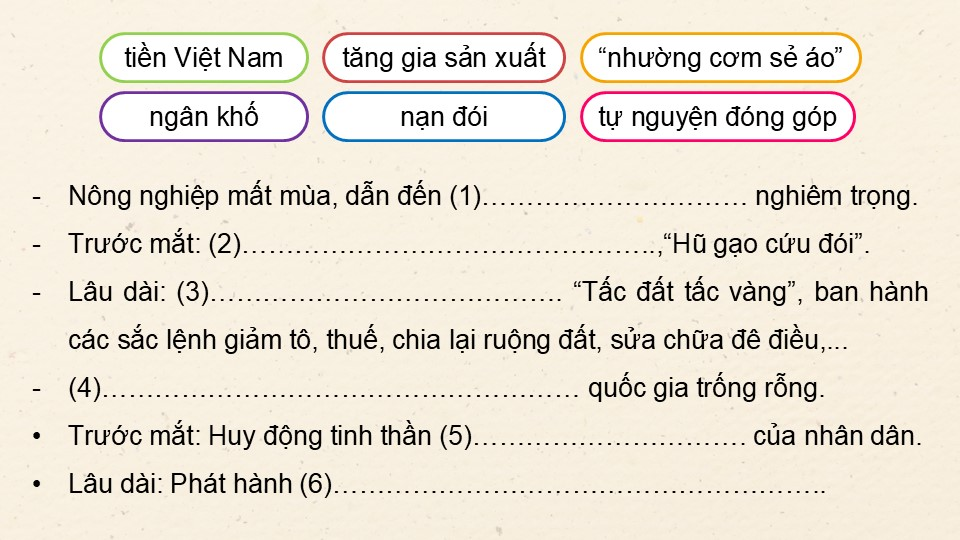 tiền Việt Nam
tăng gia sản xuất
“nhường cơm sẻ áo”
ngân khố
nạn đói
tự nguyện đóng góp
- Nông nghiệp mất mùa, dẫn đến (1)………………………… nghiêm trọng.
- Trước mắt: (2)……………………………………….,“Hũ gạo cứu đói”.
- Lâu dài: (3)…………………………………. “Tấc đất tấc vàng”, ban hành
các sắc lệnh giảm tô, thuế, chia lại ruộng đất, sửa chữa đê điều,...
- (4)……………………………………………… quốc gia trống rỗng.
• Trước mắt: Huy động tinh thần (5)………………………… của nhân dân.
• Lâu dài: Phát hành (6)………………………………………………..